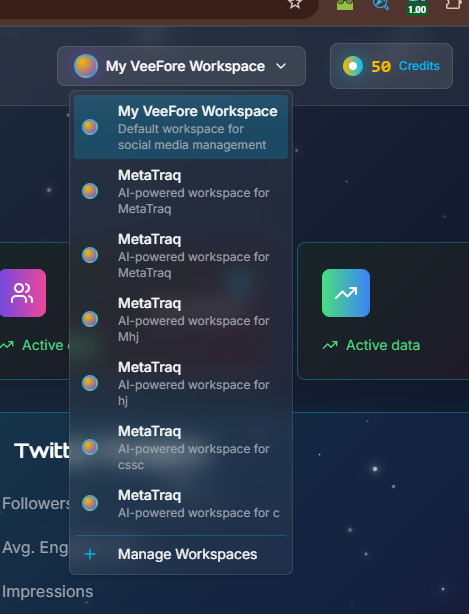 1.00
My VeeFore Workspace
50 Credits
My VeeFore Workspace
Default workspace for
social media management
MetaTraq
AI-powered workspace for
MetaTraq
MetaTraq
AI-powered workspace for
MetaTraq
MetaTraq
AI-powered workspace for
Mhj
MetaTraq
AI-powered workspace for
hj
MetaTraq
AI-powered workspace for
cssc
MetaTraq
AI-powered workspace for c
Manage Workspaces
Active
Active data
Twitt
Followers
Avg. Eng
Impressions